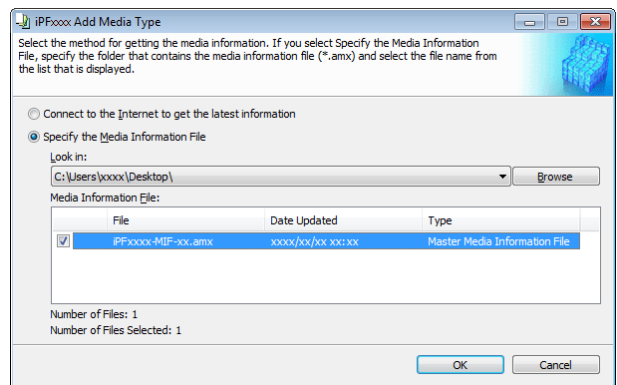 iPFxxxx Add Media Type
Select the method for getting the media information. If you select Specify the Media Information
File, specify the folder that contains the media information file (*.amx) and select the file name from
the list that is displayed.
Connect to the Internet to get the latest information
Specify the Media Information File
Look in:
C:\Users\xxxx\Desktop\ Browse
Media Information File:
File Date Updated Type
iPFxxxx-MIF-xx.amx xxxx/xx/xx xx:xx Master Media Information File
Number of Files: 1
Number of Files Selected: 1
OK Cancel